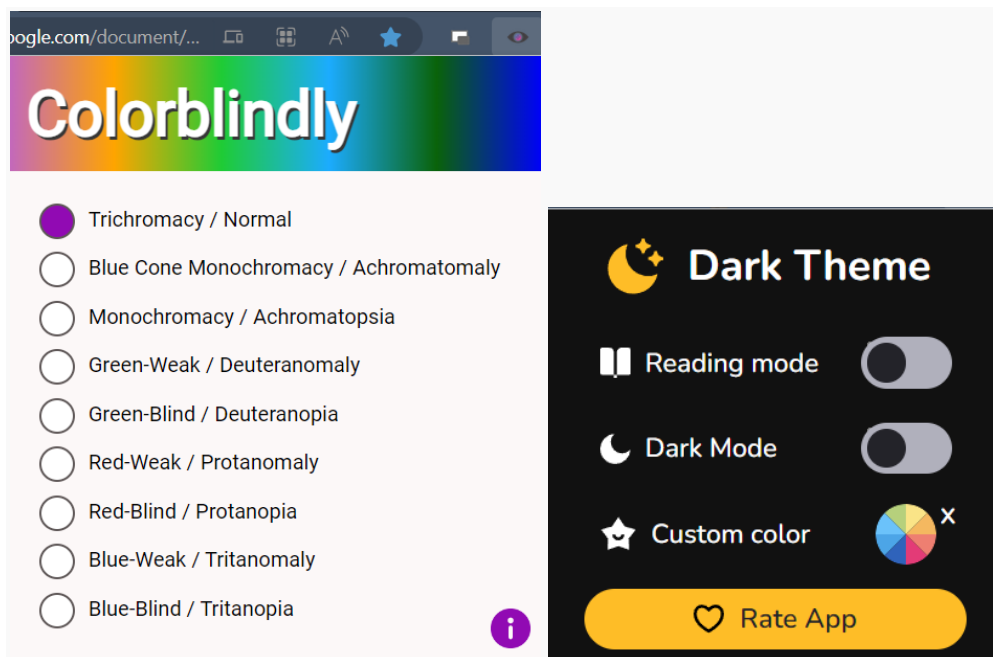 oogle.com/document/...
Colorblindly
Trichromacy / Normal
Blue Cone Monochromacy / Achromatomaly
Monochromacy / Achromatopsia
Green-Weak / Deuteranomaly
Green-Blind / Deuteranopia
Red-Weak / Protanomaly
Red-Blind / Protanopia
Blue-Weak / Tritanomaly
Blue-Blind / Tritanopia
i
Dark Theme
Reading mode
Dark Mode
Custom color
X
Rate App